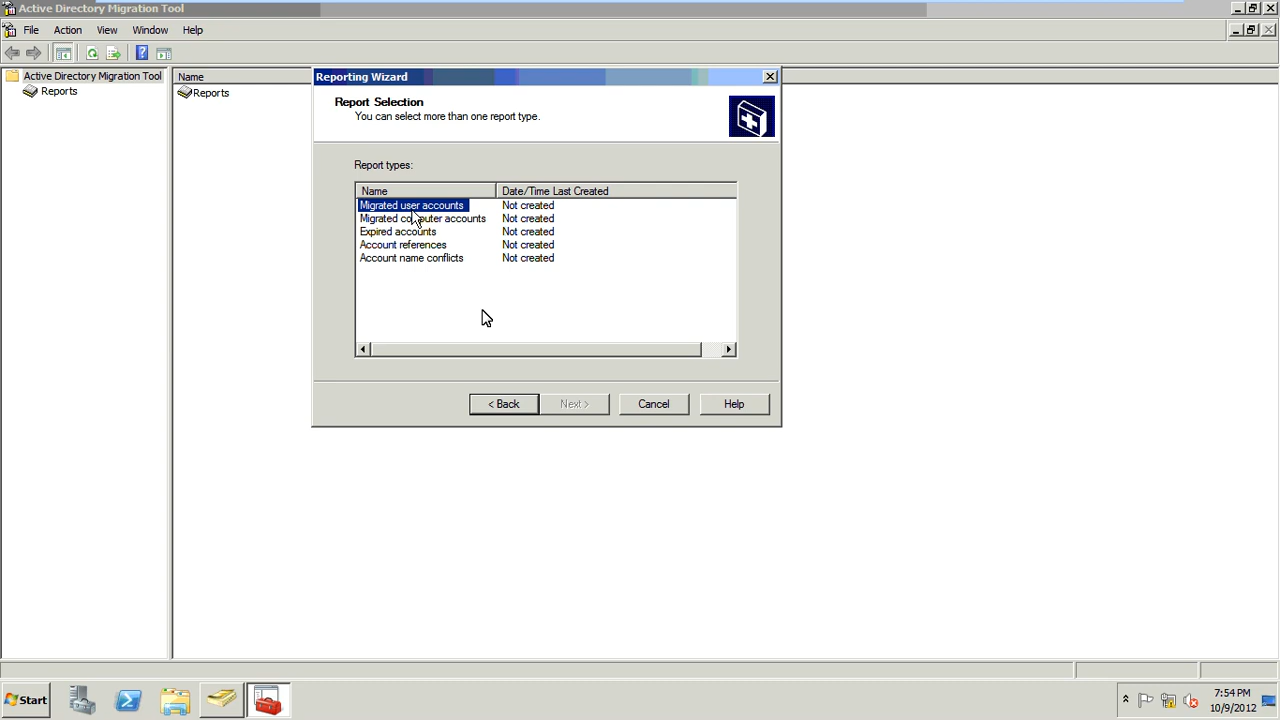 Active Directory Migration Tool
File Action View Window Help
Active Directory Migration Tool
Reports
Name
Reports
Reporting Wizard
Report Selection
You can select more than one report type.
Report types:
Name Date/Time Last Created
Migrated user accounts Not created
Migrated computer accounts Not created
Expired accounts Not created
Account references Not created
Account name conflicts Not created
< Back Next > Cancel Help
Start
7:54 PM
10/9/2012